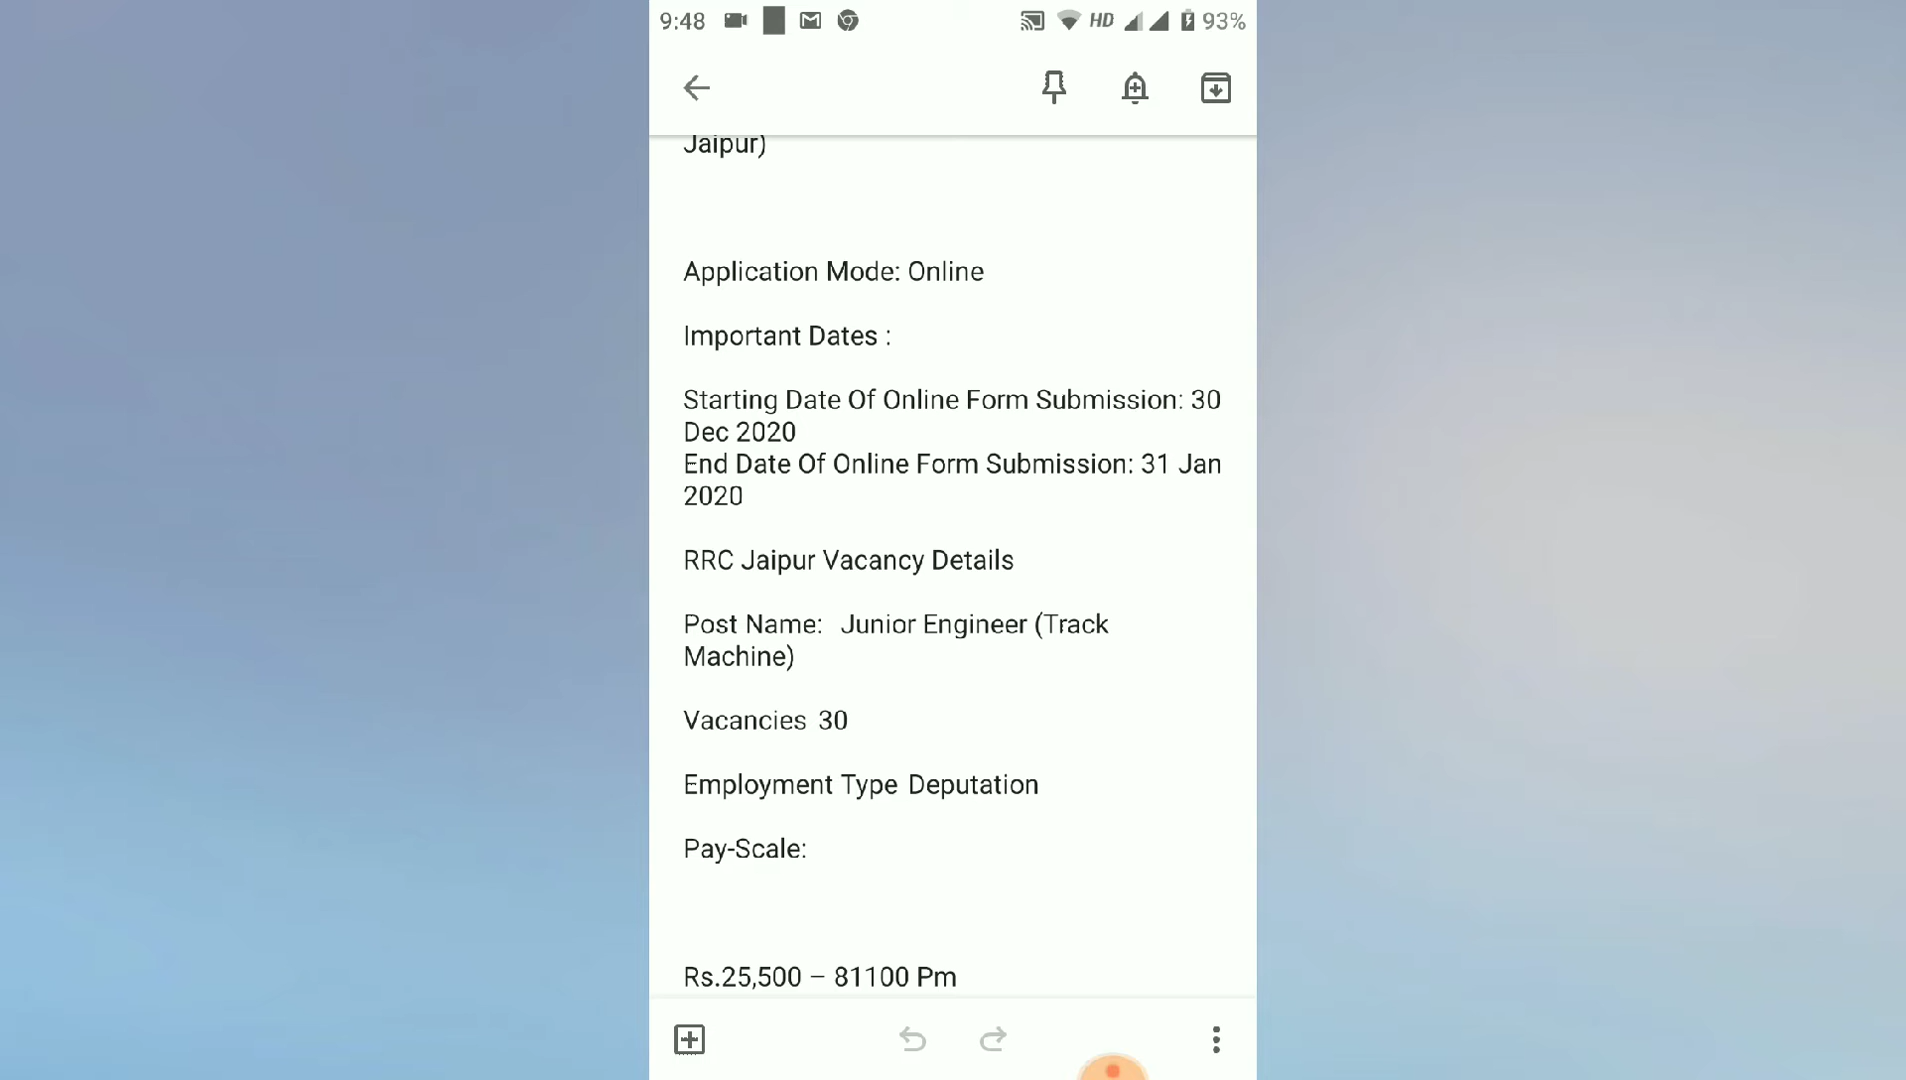 9:48
HD
93%
Jaipur)
Application Mode: Online
Important Dates :
Starting Date Of Online Form Submission: 30
Dec 2020
End Date Of Online Form Submission: 31 Jan
2020
RRC Jaipur Vacancy Details
Post Name: Junior Engineer (Track
Machine)
Vacancies 30
Employment Type Deputation
Pay-Scale:
Rs.25,500 – 81100 Pm